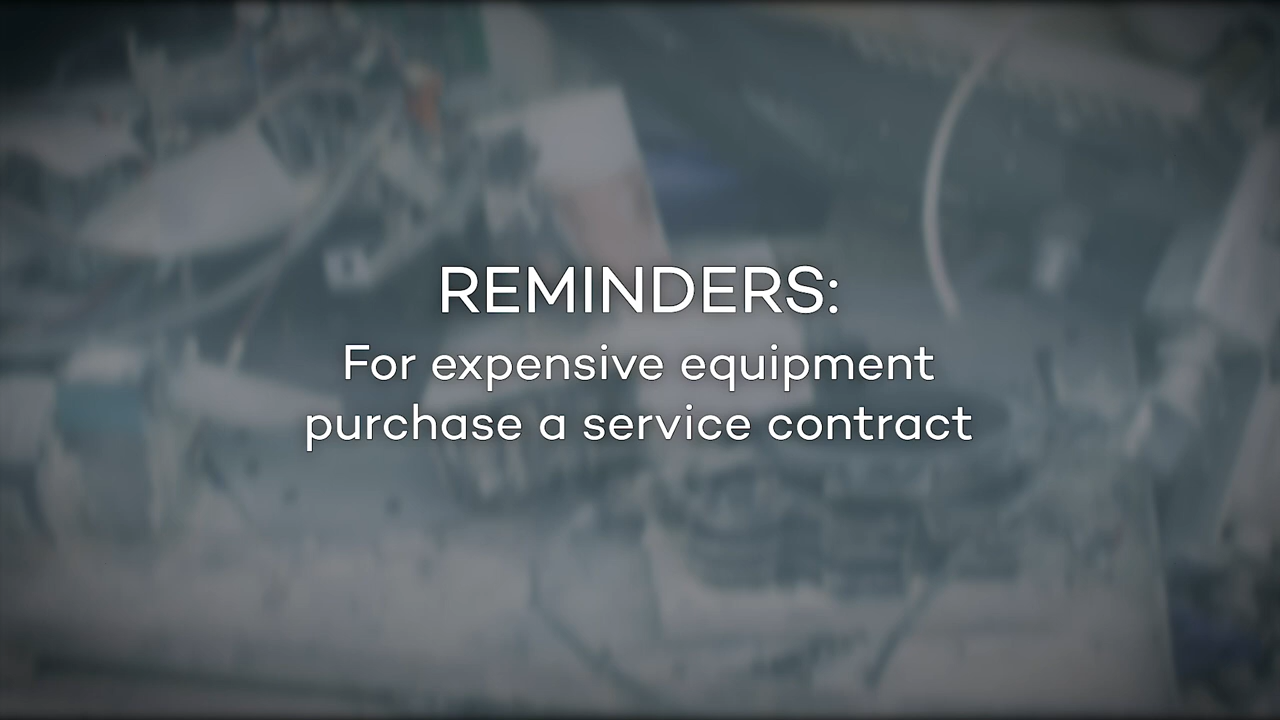 REMINDERS:
For expensive equipment
purchase a service contract